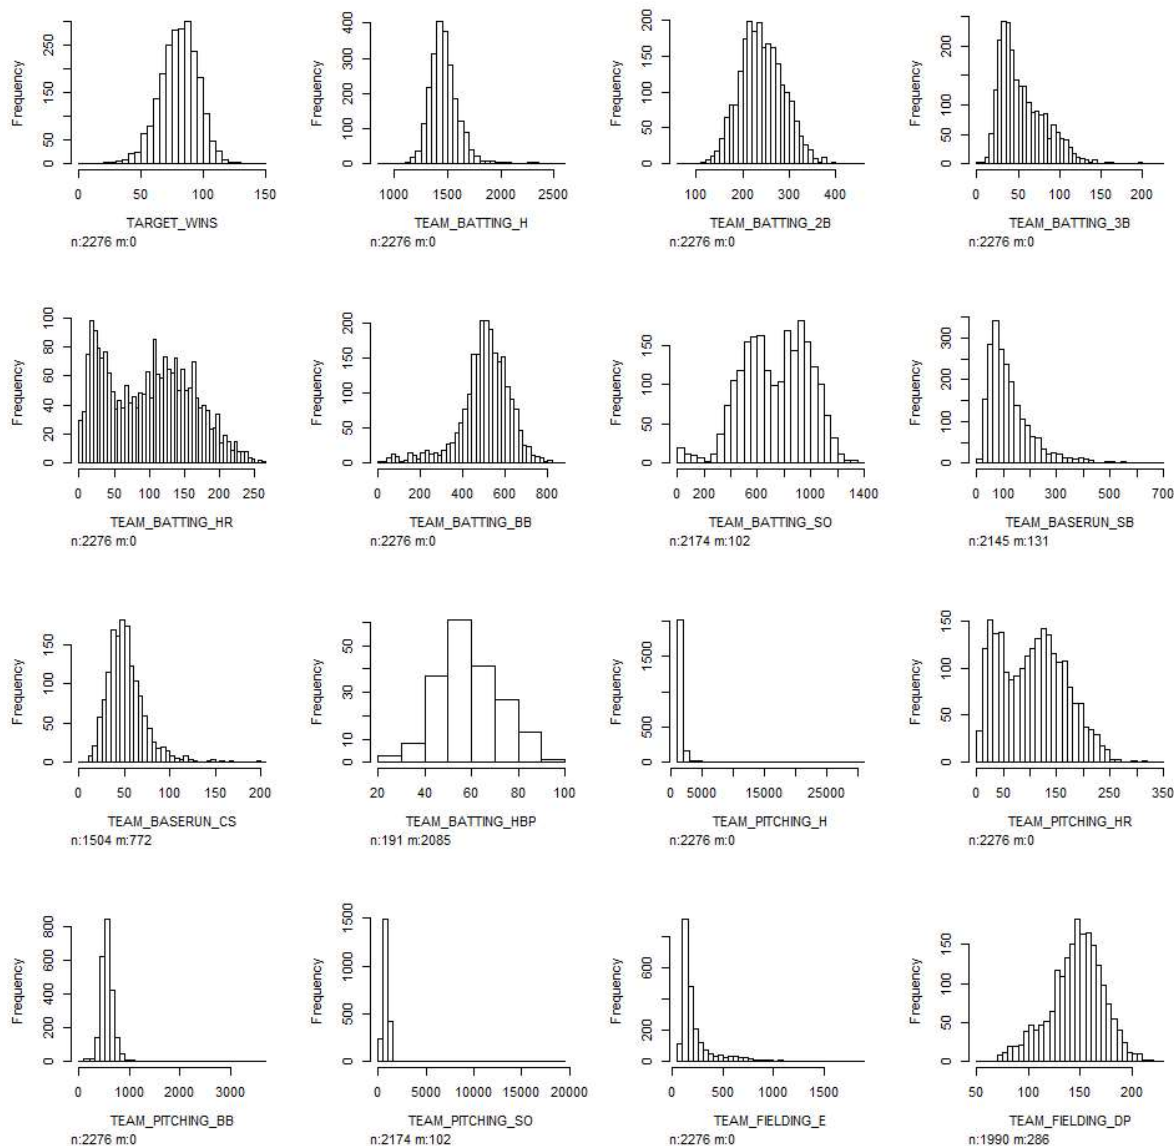 Frequency
0 50 150 250
0 50 100 150
TARGET_WINS
n:2276 m:0
Frequency
0 100 200 300 400
1000 1500 2000 2500
TEAM_BATTING_H
n:2276 m:0
Frequency
0 50 100 150 200
100 200 300 400
TEAM_BATTING_2B
n:2276 m:0
Frequency
0 50 100 200
0 50 100 150 200
TEAM_BATTING_3B
n:2276 m:0
Frequency
0 20 40 60 80 100
0 50 100 150 200 250
TEAM_BATTING_HR
n:2276 m:0
Frequency
0 50 100 150 200
0 200 400 600 800
TEAM_BATTING_BB
n:2276 m:0
Frequency
0 50 100 150
0 200 600 1000 1400
TEAM_BATTING_SO
n:2174 m:102
Frequency
0 100 200 300
0 100 300 500 700
TEAM_BASERUN_SB
n:2145 m:131
Frequency
0 50 100 150
0 50 100 150 200
TEAM_BASERUN_CS
n:1504 m:772
Frequency
0 10 30 50
20 40 60 80 100
TEAM_BATTING_HBP
n:191 m:2085
Frequency
0 500 1500
0 5000 15000 25000
TEAM_PITCHING_H
n:2276 m:0
Frequency
0 50 100 150
0 50 150 250 350
TEAM_PITCHING_HR
n:2276 m:0
Frequency
0 200 400 600 800
0 1000 2000 3000
TEAM_PITCHING_BB
n:2276 m:0
Frequency
0 500 1000 1500
0 5000 10000 20000
TEAM_PITCHING_SO
n:2174 m:102
Frequency
0 200 600
0 500 1000 1500
TEAM_FIELDING_E
n:2276 m:0
Frequency
0 50 100 150
50 100 150 200
TEAM_FIELDING_DP
n:1990 m:286